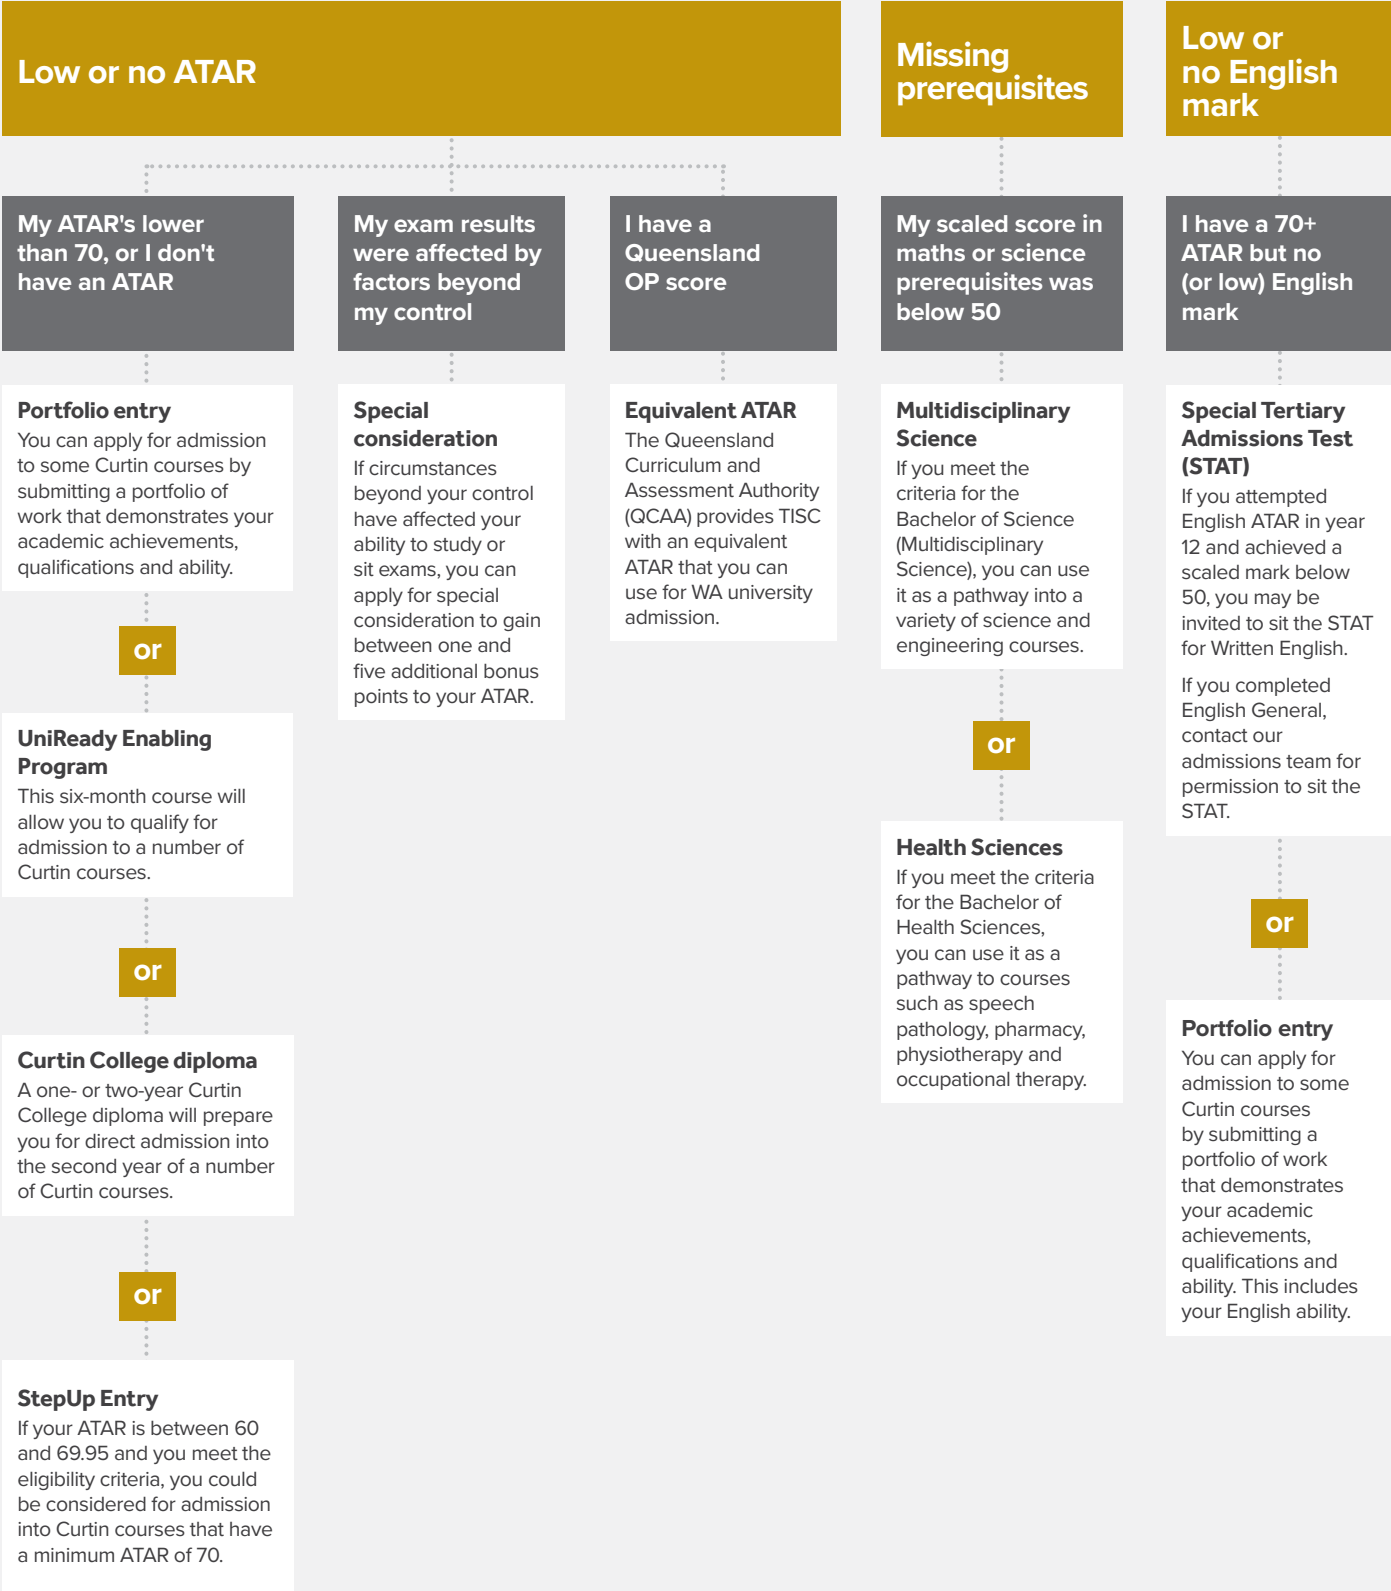 Low or no ATAR
My ATAR's lower
than 70, or I don't
have an ATAR
Portfolio entry
You can apply for admission
to some Curtin courses by
submitting a portfolio of
work that demonstrates your
academic achievements,
qualifications and ability.
or
UniReady Enabling
Program
This six-month course will
allow you to qualify for
admission to a number of
Curtin courses.
or
Curtin College diploma
A one- or two-year Curtin
College diploma will prepare
you for direct admission into
the second year of a number
of Curtin courses.
or
StepUp Entry
If your ATAR is between 60
and 69.95 and you meet the
eligibility criteria, you could
be considered for admission
into Curtin courses that have
a minimum ATAR of 70.
My exam results
were affected by
factors beyond
my control
Special
consideration
If circumstances
beyond your control
have affected your
ability to study or
sit exams, you can
apply for special
consideration to gain
between one and
five additional bonus
points to your ATAR.
I have a
Queensland
OP score
Equivalent ATAR
The Queensland
Curriculum and
Assessment Authority
(QCAA) provides TISC
with an equivalent
ATAR that you can
use for WA university
admission.
Missing
prerequisites
My scaled score in
maths or science
prerequisites was
below 50
Multidisciplinary
Science
If you meet the
criteria for the
Bachelor of Science
(Multidisciplinary
Science), you can use
it as a pathway into a
variety of science and
engineering courses.
or
Health Sciences
If you meet the criteria
for the Bachelor of
Health Sciences,
you can use it as a
pathway to courses
such as speech
pathology, pharmacy,
physiotherapy and
occupational therapy.
Low or
no English
mark
I have a 70+
ATAR but no
(or low) English
mark
Special Tertiary
Admissions Test
(STAT)
If you attempted
English ATAR in year
12 and achieved a
scaled mark below
50, you may be
invited to sit the STAT
for Written English.
If you completed
English General,
contact our
admissions team for
permission to sit the
STAT.
or
Portfolio entry
You can apply for
admission to some
Curtin courses
by submitting a
portfolio of work
that demonstrates
your academic
achievements,
qualifications and
ability. This includes
your English ability.